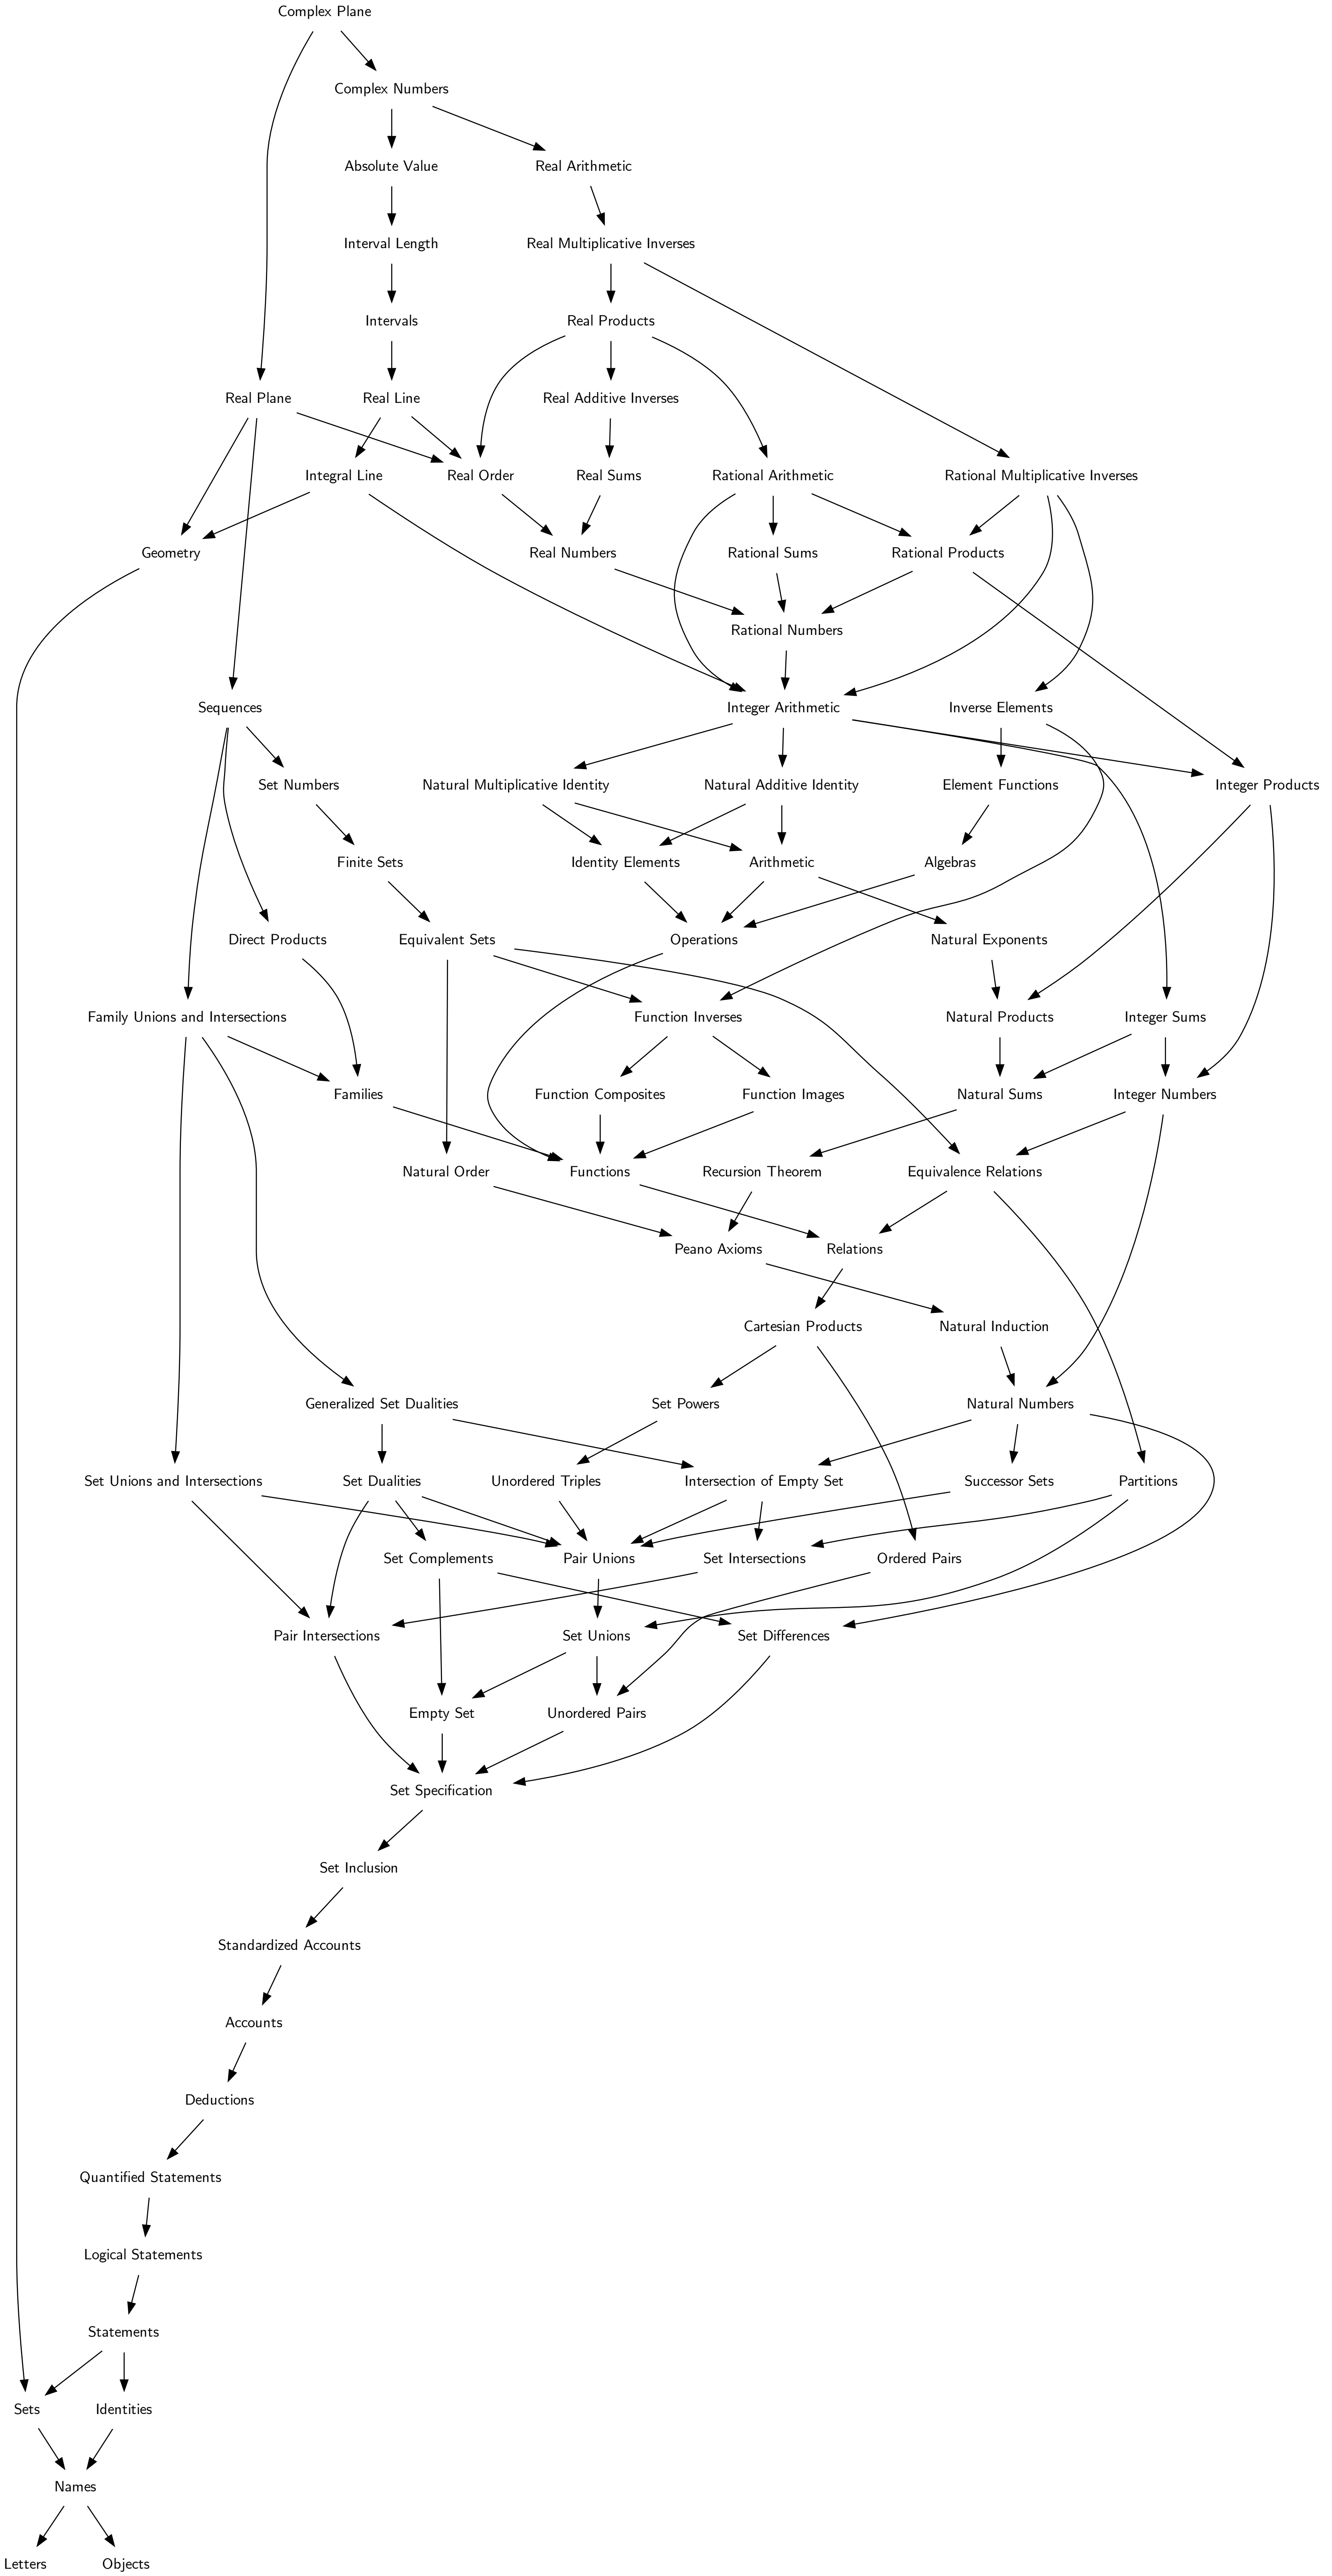 Complex Plane
Complex Numbers
Absolute Value
Real Arithmetic
Interval Length
Real Multiplicative Inverses
Intervals
Real Products
Real Plane
Real Line
Real Additive Inverses
Integral Line
Real Order
Real Sums
Rational Arithmetic
Rational Multiplicative Inverses
Geometry
Real Numbers
Rational Sums
Rational Products
Rational Numbers
Sequences
Integer Arithmetic
Inverse Elements
Set Numbers
Natural Multiplicative Identity
Natural Additive Identity
Element Functions
Integer Products
Finite Sets
Identity Elements
Arithmetic
Algebras
Direct Products
Equivalent Sets
Operations
Natural Exponents
Family Unions and Intersections
Function Inverses
Natural Products
Integer Sums
Families
Function Composites
Function Images
Natural Sums
Integer Numbers
Natural Order
Functions
Recursion Theorem
Equivalence Relations
Peano Axioms
Relations
Cartesian Products
Natural Induction
Generalized Set Dualities
Set Powers
Natural Numbers
Set Unions and Intersections
Set Dualities
Unordered Triples
Intersection of Empty Set
Successor Sets
Partitions
Set Complements
Pair Unions
Set Intersections
Ordered Pairs
Pair Intersections
Set Unions
Set Differences
Empty Set
Unordered Pairs
Set Specification
Set Inclusion
Standardized Accounts
Accounts
Deductions
Quantified Statements
Logical Statements
Statements
Sets
Identities
Names
Letters
Objects